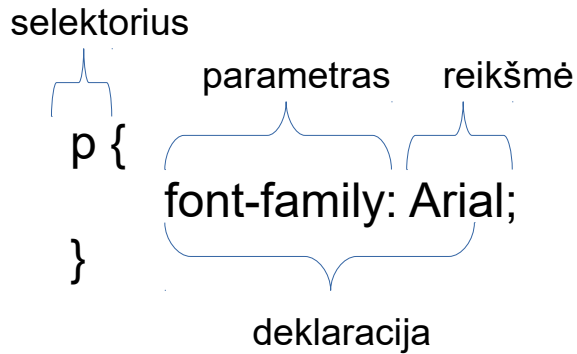 selektorius
parametras reikšmė
p {
font-family: Arial;
}
deklaracija